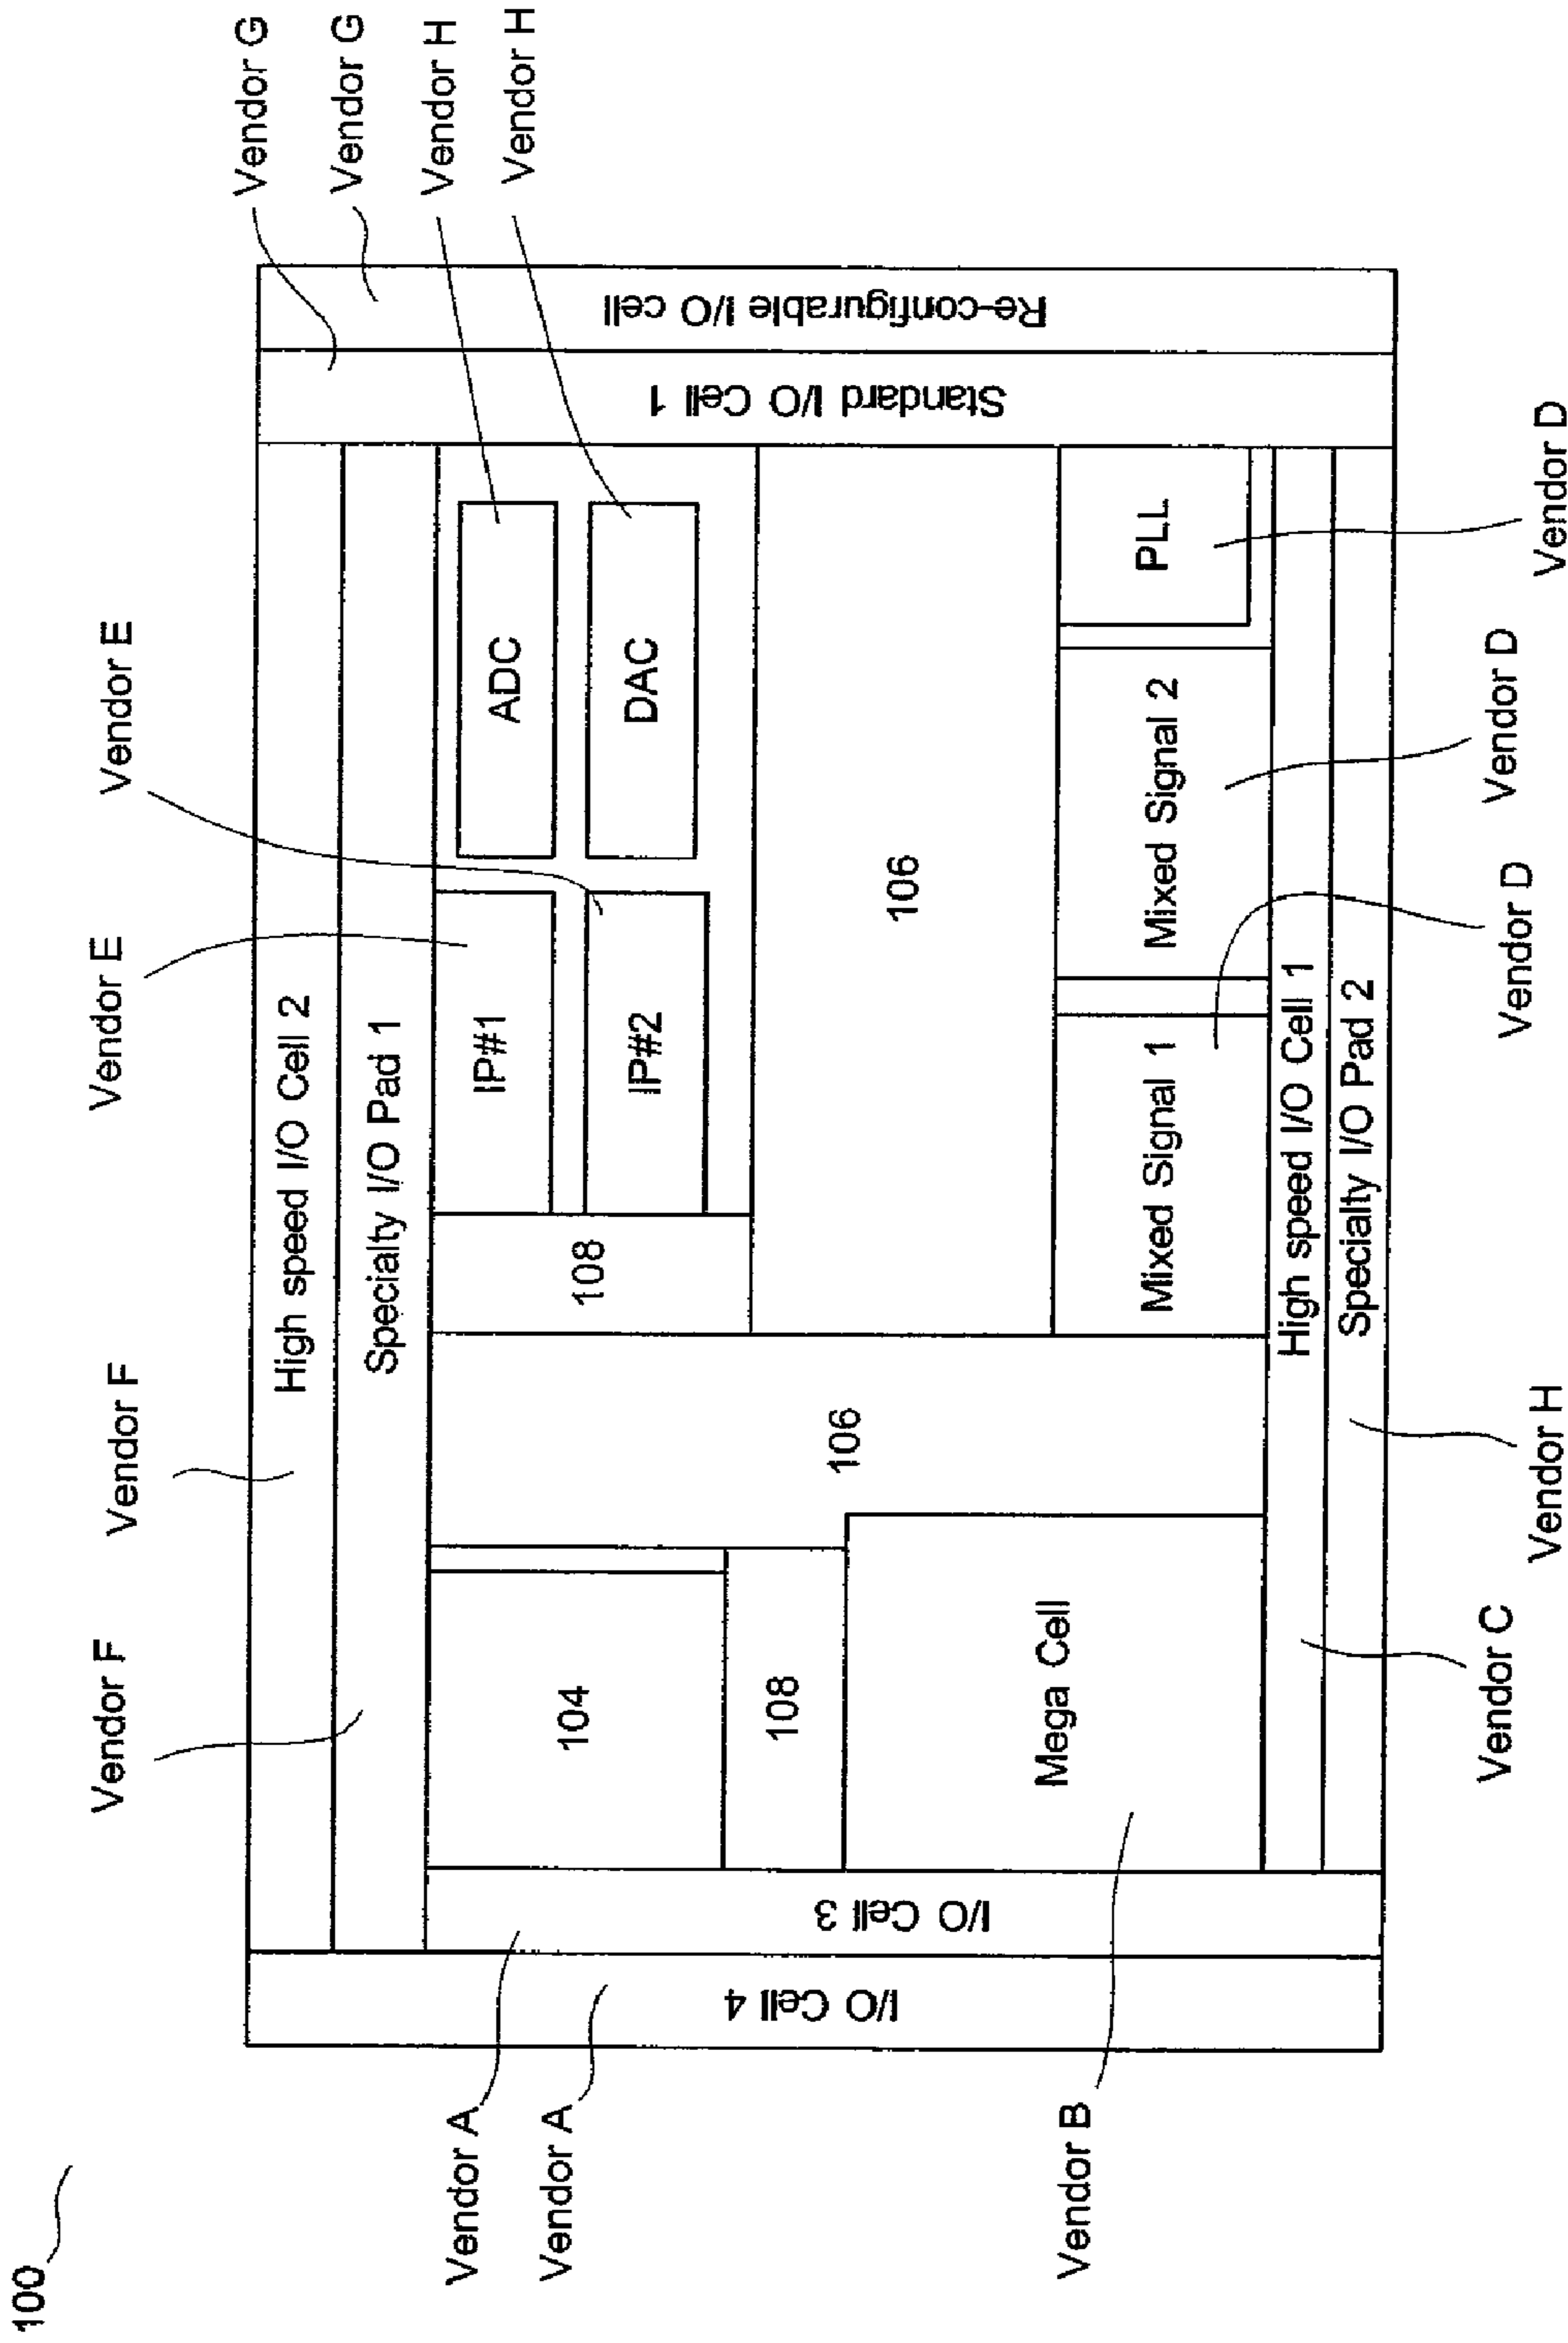 100
Vendor F
Vendor F
Vendor E
Vendor E
Vendor G
Vendor G
Vendor H
Vendor H
High speed I/O Cell 2
Specialty I/O Pad 1
I/O Cell 4
I/O Cell 3
104
108
Mega Cell
106
108
IP#1
IP#2
ADC
DAC
106
Mixed Signal 1
Mixed Signal 2
PLL
Standard I/O Cell 1
Re-configurable I/O cell
High speed I/O Cell 1
Specialty I/O Pad 2
Vendor A
Vendor A
Vendor B
Vendor C
Vendor H
Vendor D
Vendor D
Vendor D